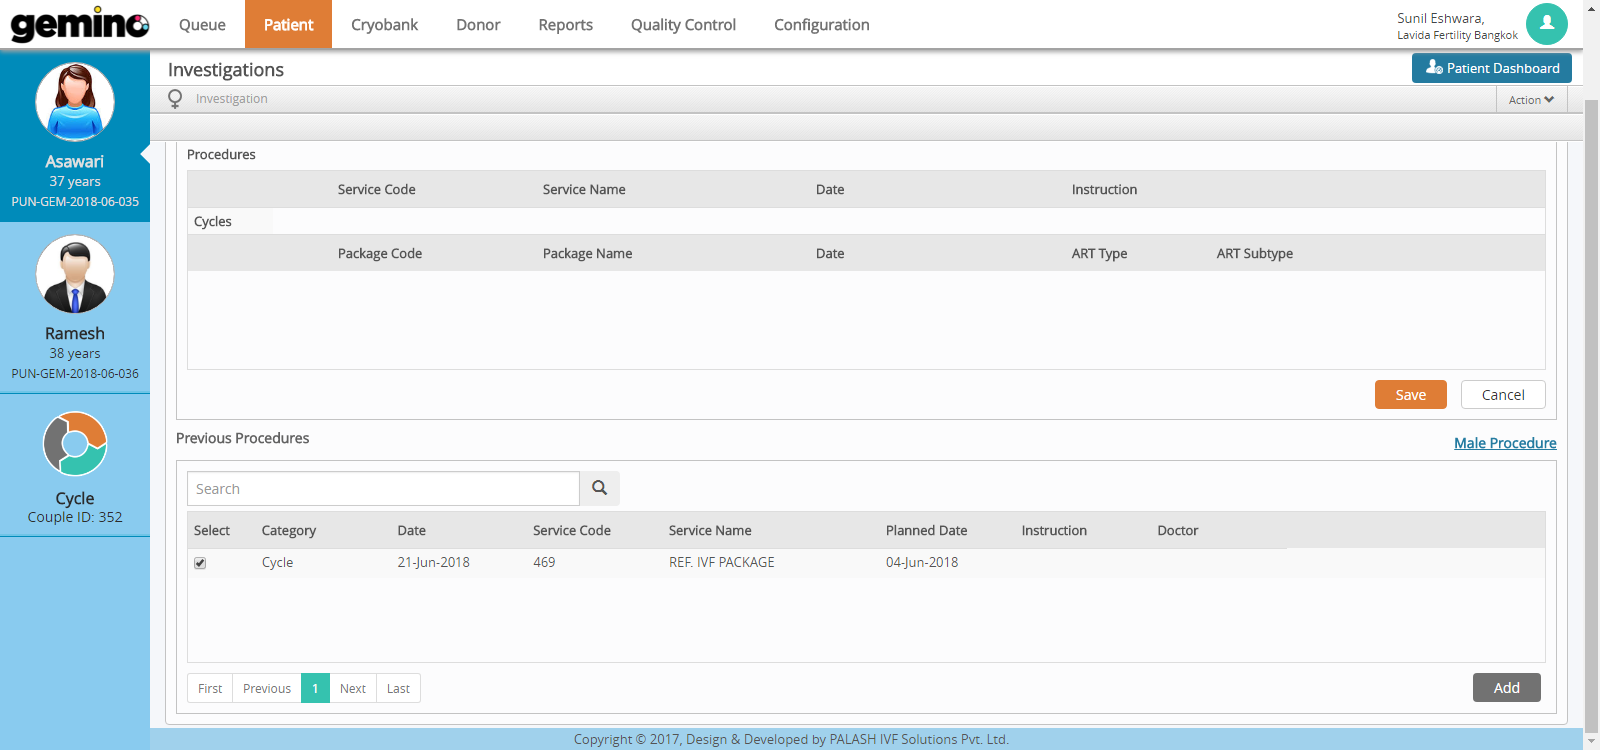 gemino
Queue Patient Cryobank Donor Reports Quality Control Configuration
Sunil Eshwara,
Lavida Fertility Bangkok
Investigations
Patient Dashboard
Investigation
Action
Asawari
37 years
PUN-GEM-2018-06-035
Ramesh
38 years
PUN-GEM-2018-06-036
Cycle
Couple ID: 352
Procedures
Service Code Service Name Date Instruction
Cycles
Package Code Package Name Date ART Type ART Subtype
Save Cancel
Previous Procedures
Male Procedure
Search
Select Category Date Service Code Service Name Planned Date Instruction Doctor
Cycle 21-Jun-2018 469 REF. IVF PACKAGE 04-Jun-2018
First Previous 1 Next Last
Add
Copyright © 2017, Design & Developed by PALASH IVF Solutions Pvt. Ltd.